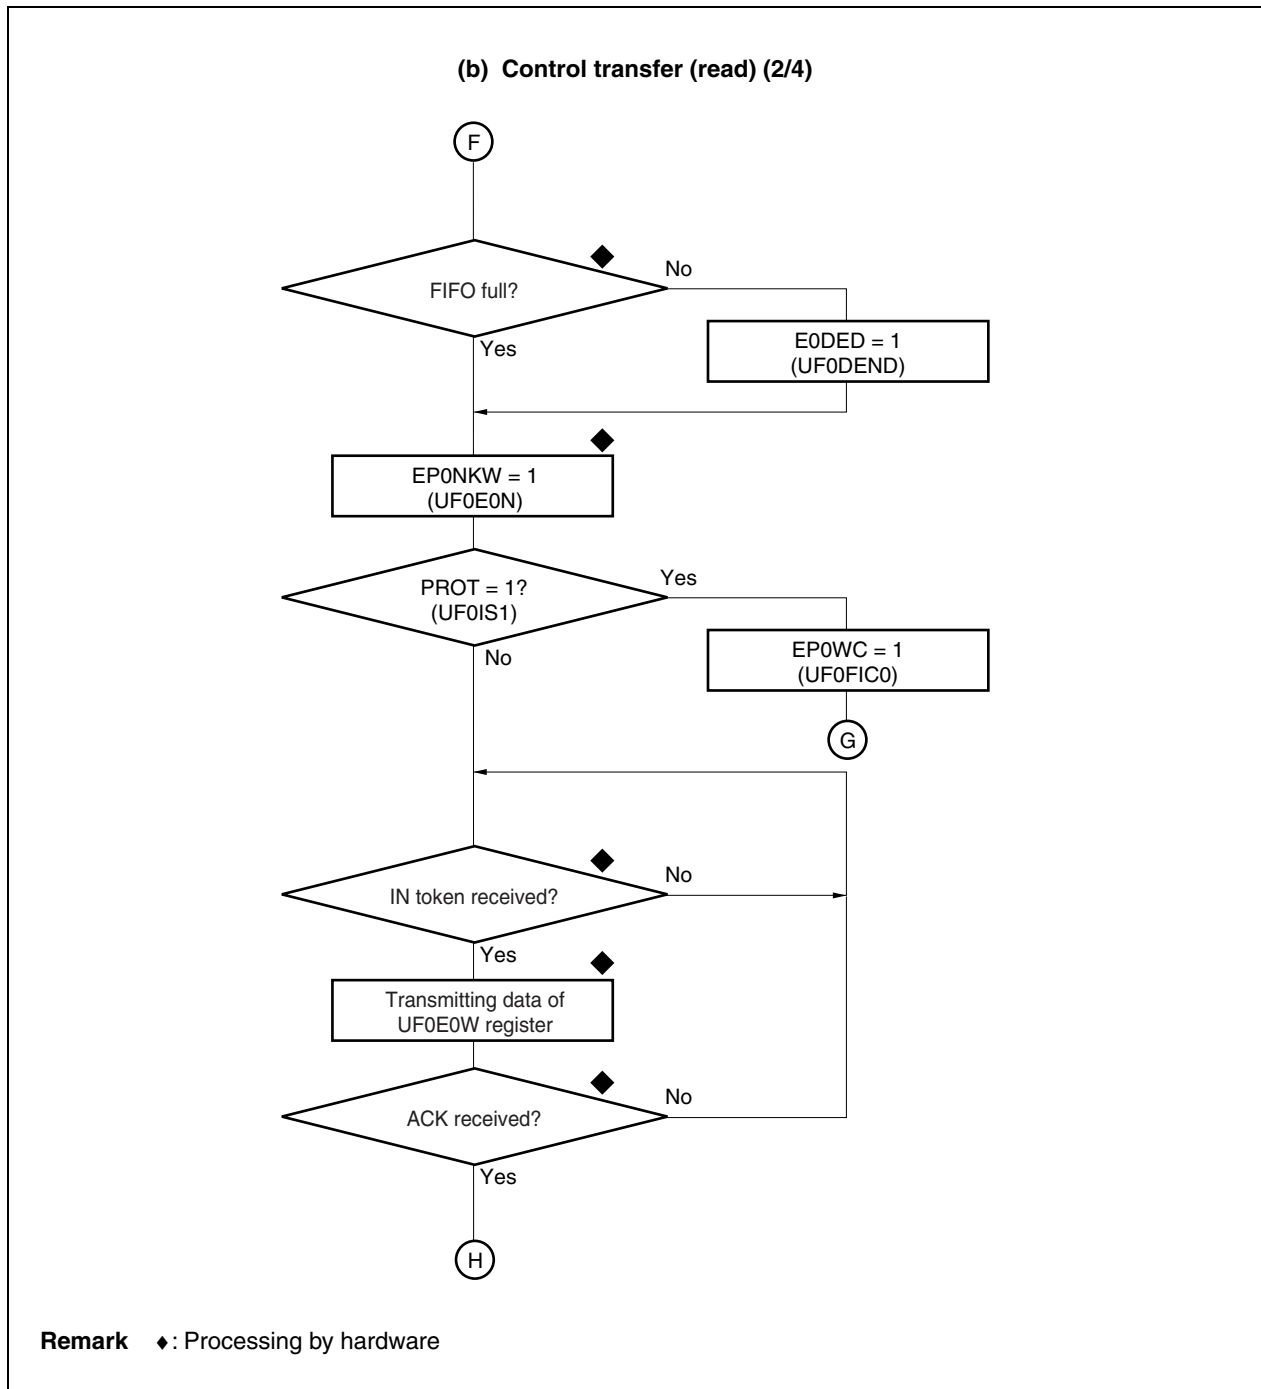 (b) Control transfer (read) (2/4)
F
FIFO full?
No
E0DED = 1
(UF0DEND)
Yes
EP0NKW = 1
(UF0E0N)
PROT = 1?
(UF0IS1)
Yes
EP0WC = 1
(UF0FIC0)
G
No
IN token received?
No
Yes
Transmitting data of
UF0E0W register
ACK received?
No
Yes
H
Remark ♦: Processing by hardware